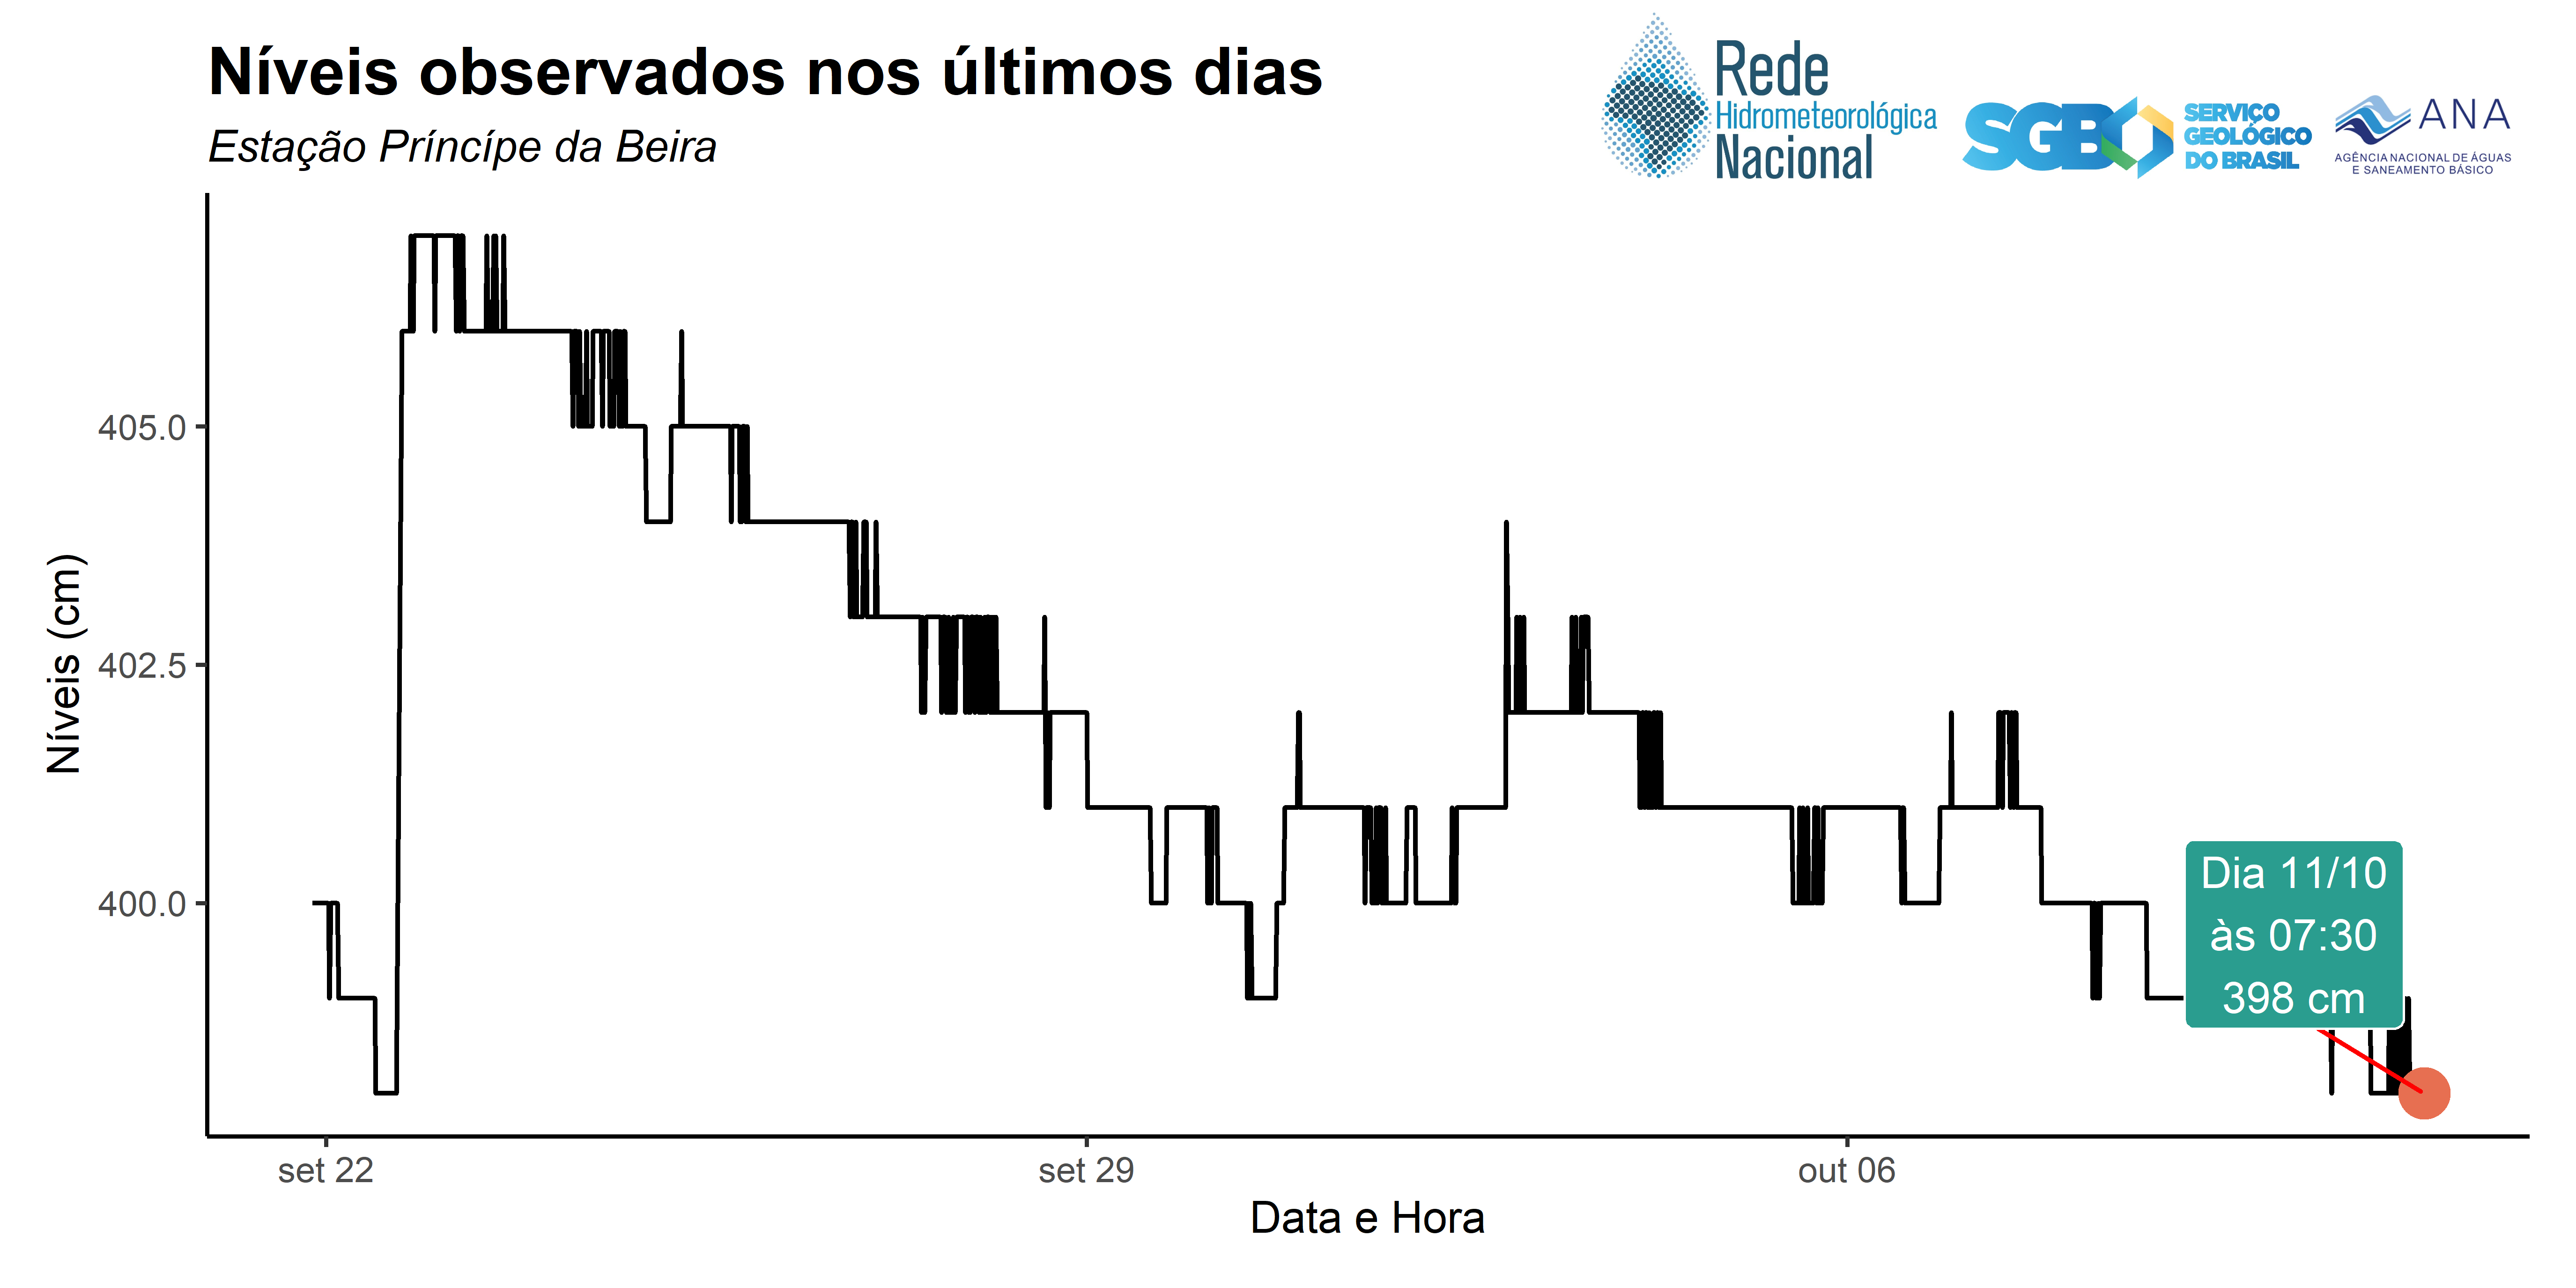 Níveis observados nos últimos dias
Estação Príncípe da Beira
Rede
Hidrometeorológica
Nacional
SGB
SERVIÇO
GEOLÓGICO
DO BRASIL
ANA
AGÊNCIA NACIONAL DE ÁGUAS
E SANEAMENTO BÁSICO
Níveis (cm)
405.0
402.5
400.0
Dia 11/10
às 07:30
398 cm
set 22
set 29
out 06
Data e Hora